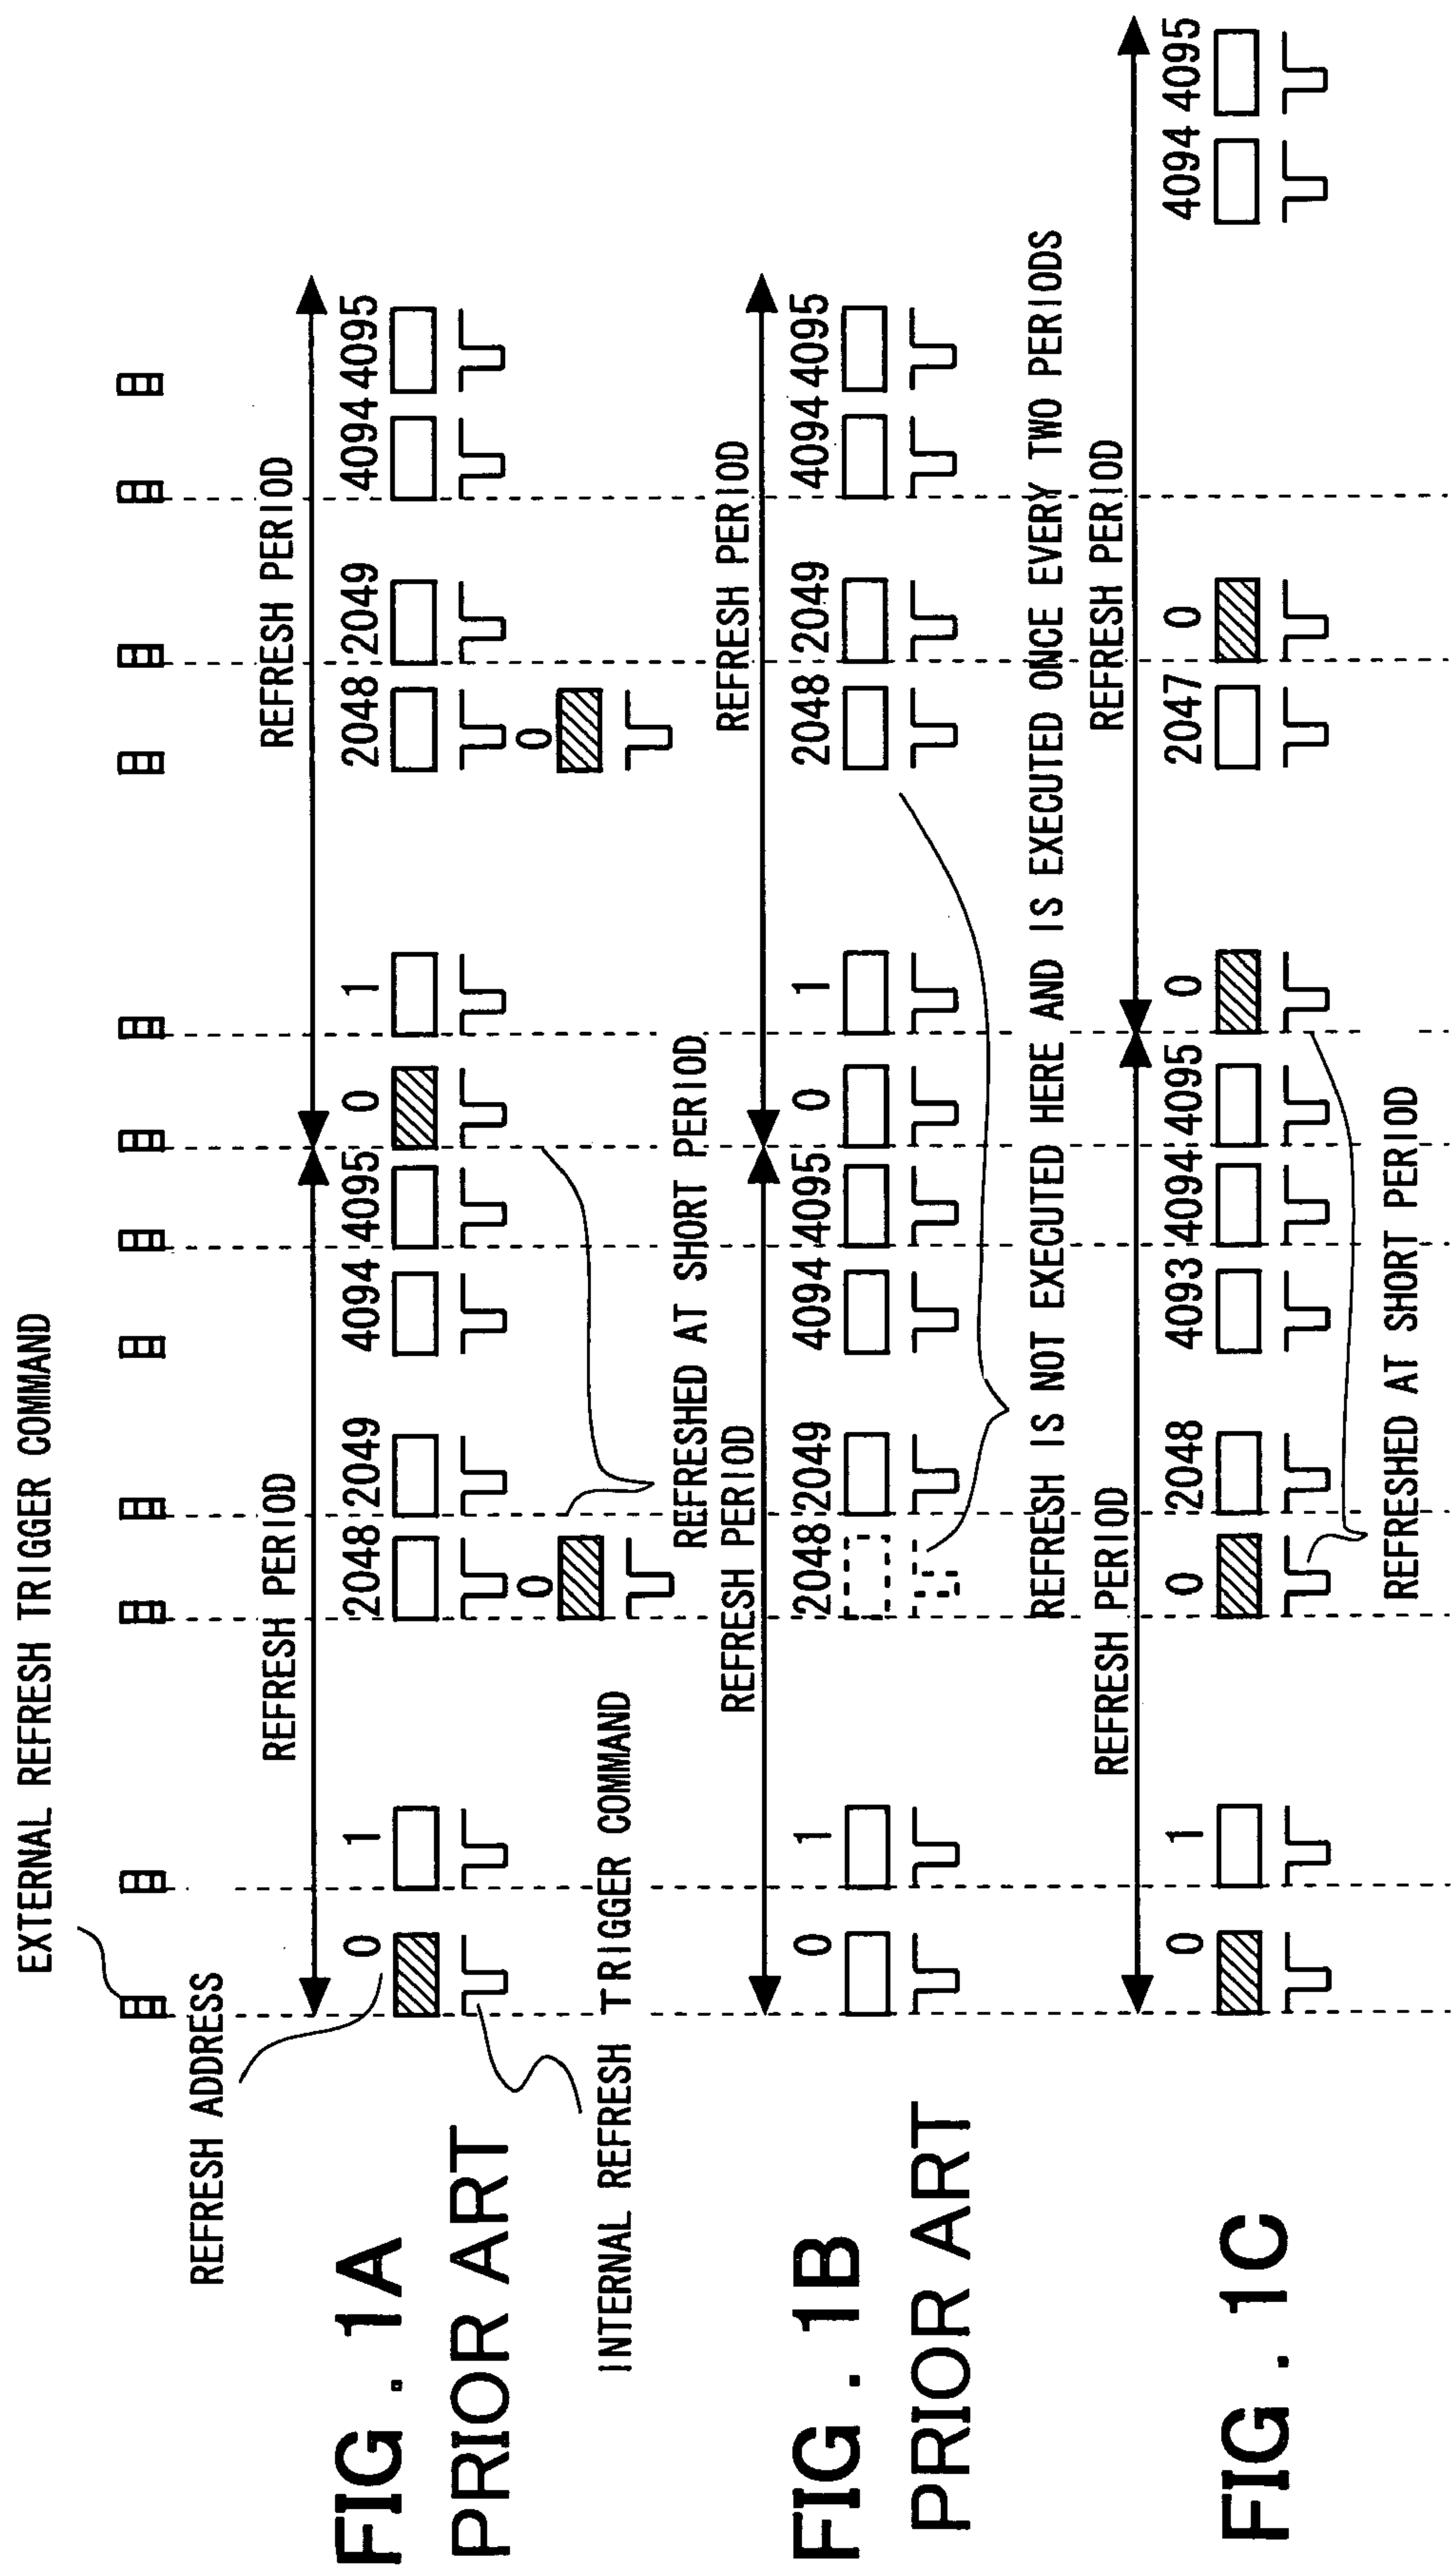 EXTERNAL REFRESH TRIGGER COMMAND
REFRESH ADDRESS
REFRESH PERIOD REFRESH PERIOD
FIG . 1A
0 1 2048 2049 4094 4095 0 1 2048 2049 4094 4095
PRIOR ART
0 0
INTERNAL REFRESH TRIGGER COMMAND
REFRESHED AT SHORT PERIOD
REFRESH PERIOD REFRESH PERIOD
FIG . 1B
0 1 2048 2049 4094 4095 0 1 2048 2049 4094 4095
PRIOR ART
REFRESH IS NOT EXECUTED HERE AND IS EXECUTED ONCE EVERY TWO PERIODS
REFRESH PERIOD REFRESH PERIOD
FIG . 1C
0 1 0 2048 4093 4094 4095 0 2047 0 4094 4095
REFRESHED AT SHORT PERIOD